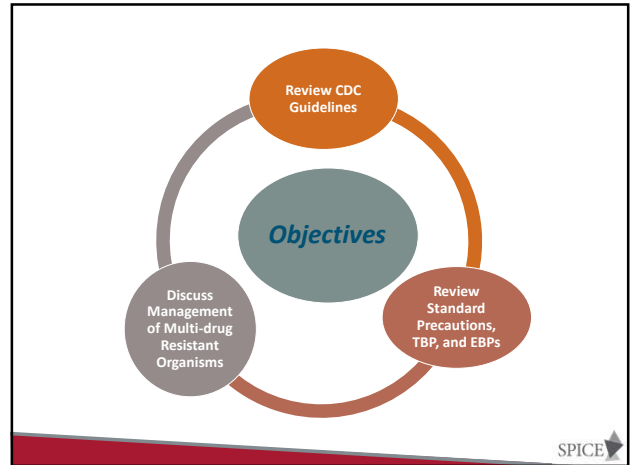 Review CDC
Guidelines
Objectives
Review
Standard
Precautions,
TBP, and EBPs
Discuss
Management
of Multi-drug
Resistant
Organisms
SPICE